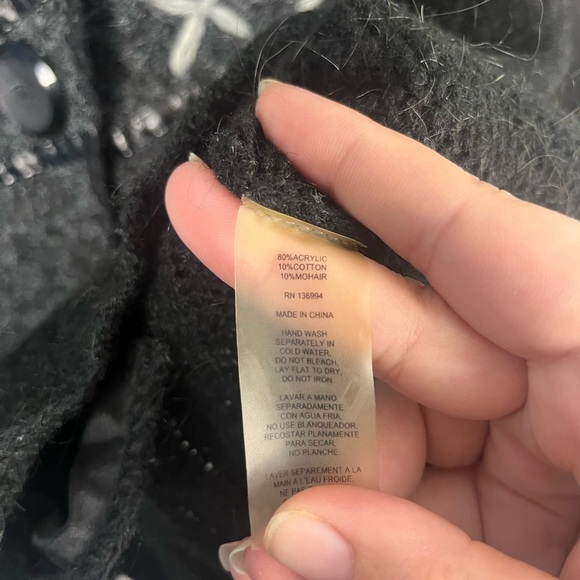 80%ACRYLIC
10%COTTON
10%MOHAIR
RN 136994
MADE IN CHINA
HAND WASH
SEPARATELY IN
COLD WATER,
DO NOT BLEACH,
LAY FLAT TO DRY,
DO NOT IRON
LAVAR A MANO
SEPARADAMENTE
CON AGUA FRIA,
NO USE BLANQUEADOR,
RECOSTAR PLANAMENTE
PARA SECAR,
NO PLANCHE
LAVER SEPAREMENT A LA
MAIN A L'EAU FROIDE,
NE